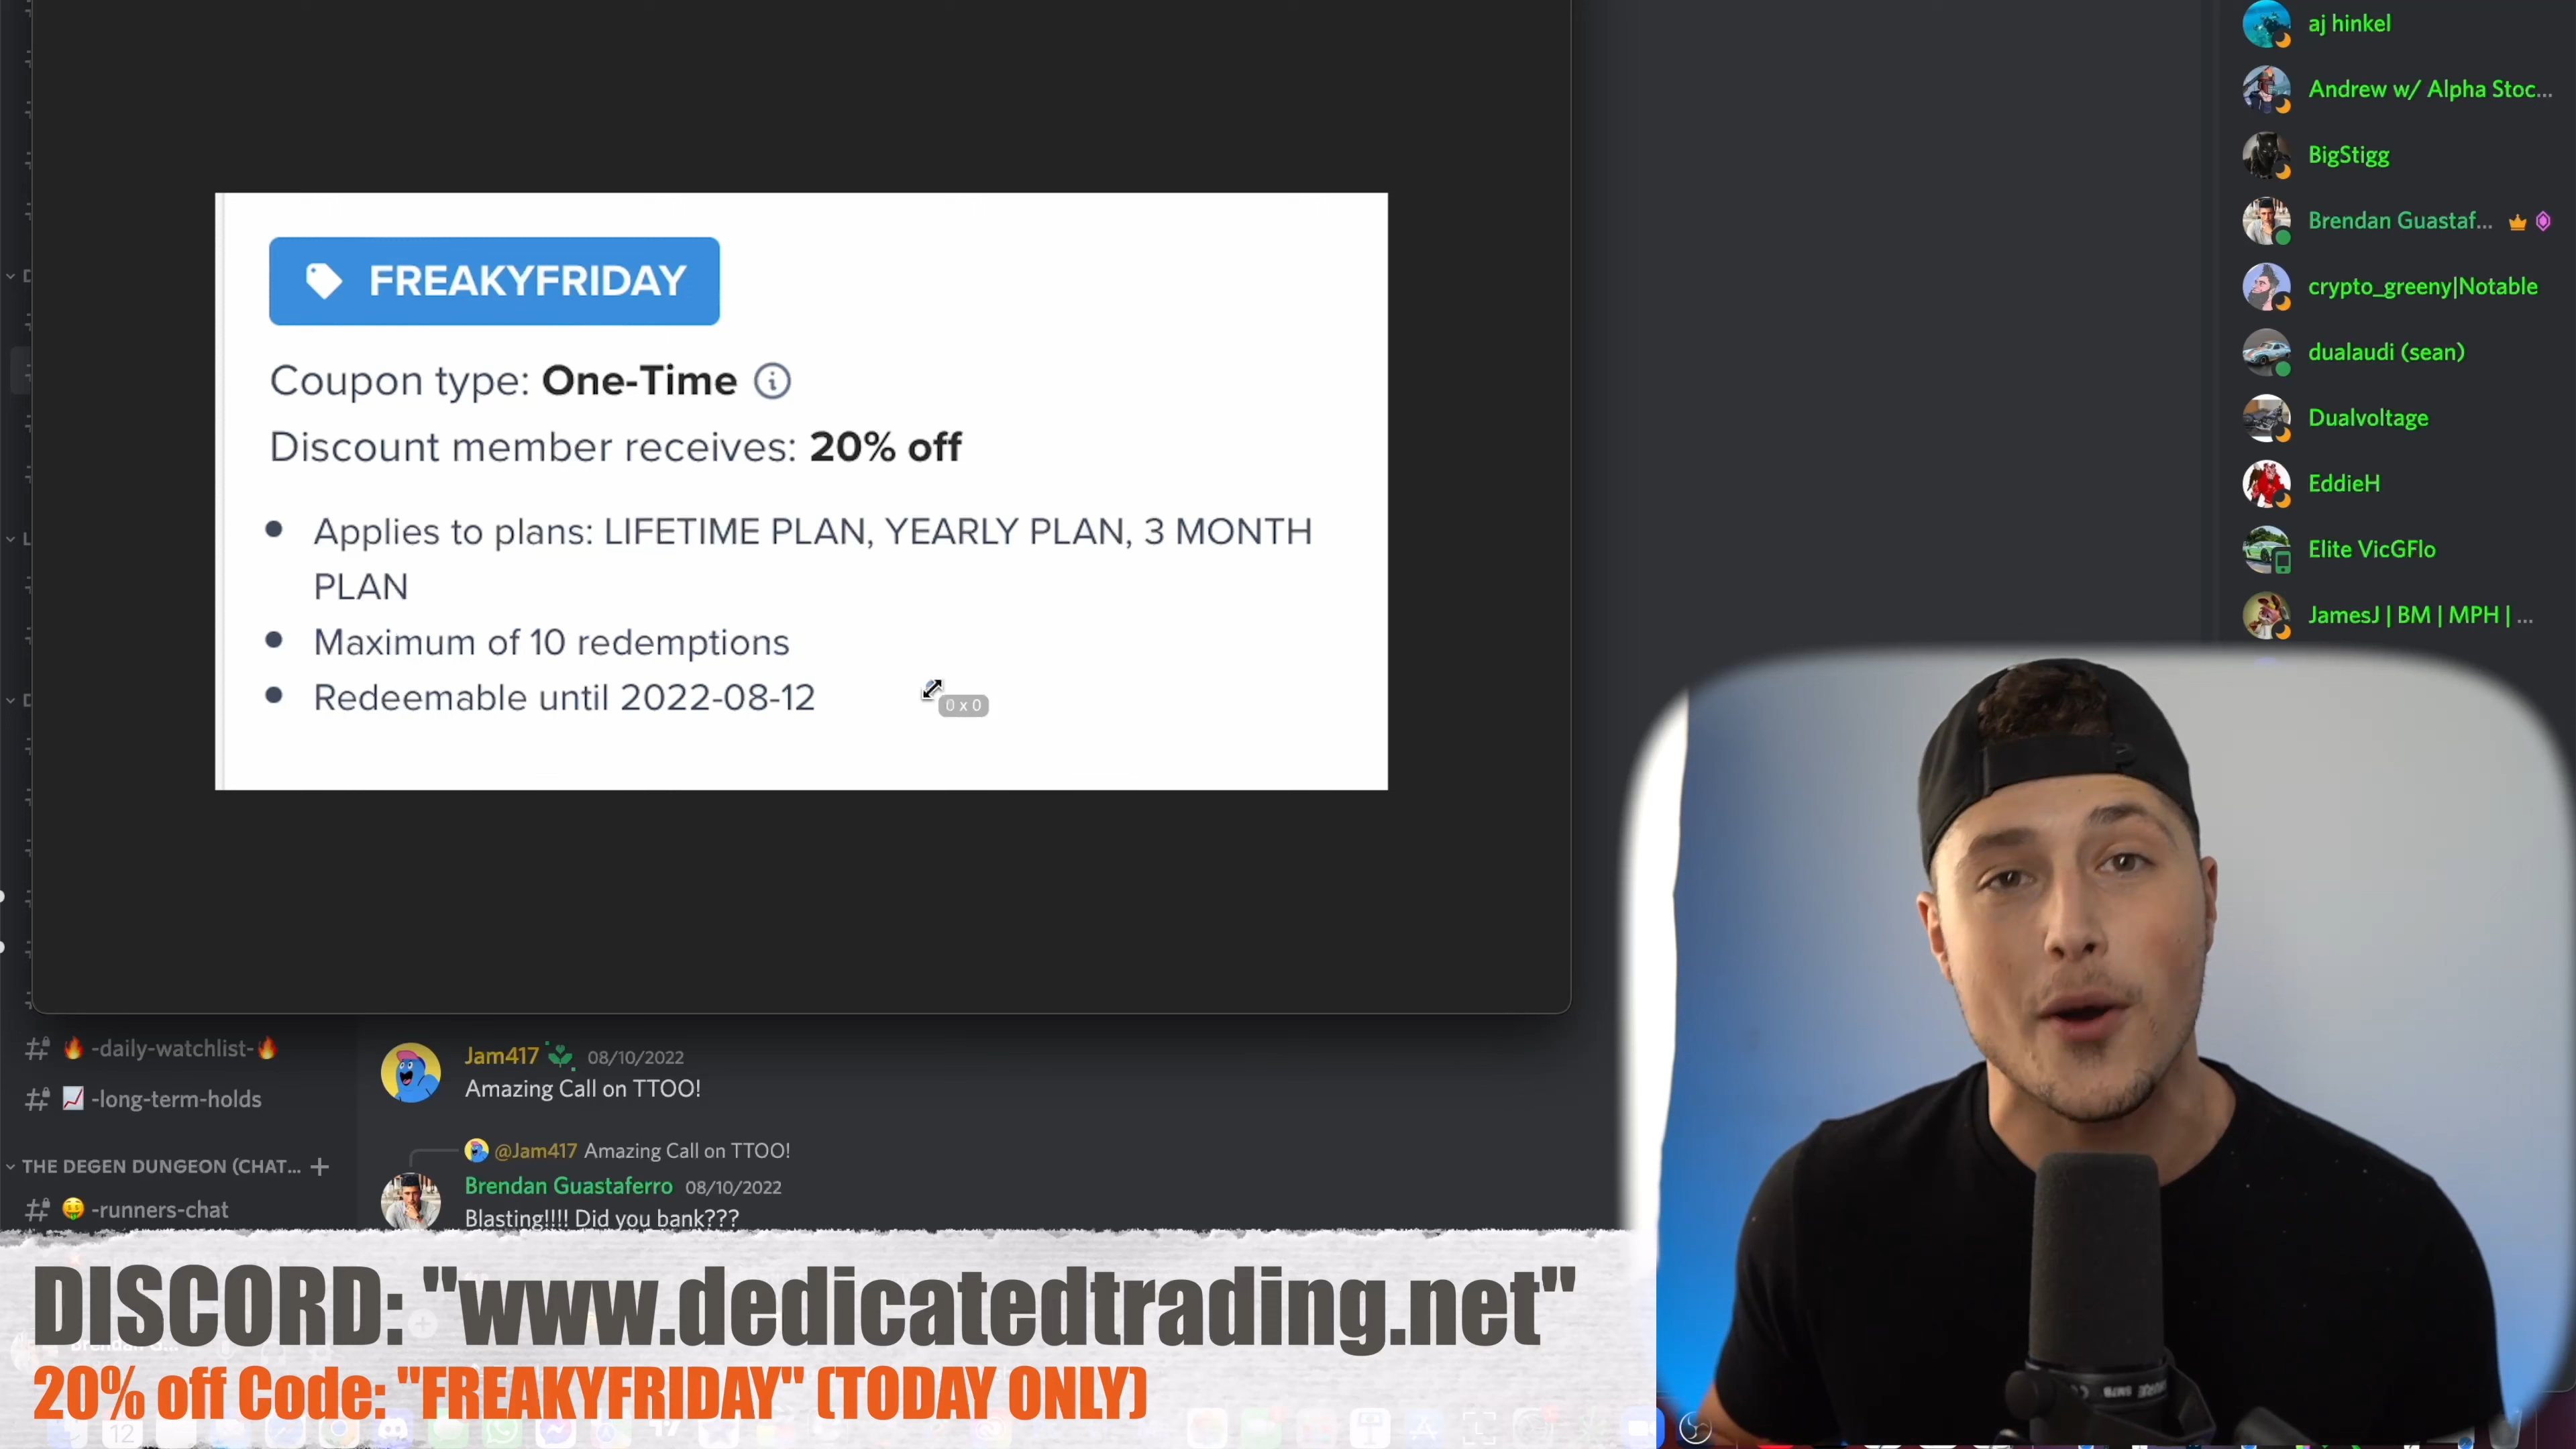 aj hinkel
Andrew w/ Alpha Stoc...
BigStigg
Brendan Guastaf...
crypto_greeny|Notable
dualaudi (sean)
Dualvoltage
EddieH
Elite VicGFlo
JamesJ | BM | MPH | ...
FREAKYFRIDAY
Coupon type: One-Time
Discount member receives: 20% off
Applies to plans: LIFETIME PLAN, YEARLY PLAN, 3 MONTH
PLAN
Maximum of 10 redemptions
Redeemable until 2022-08-12
0 x 0
-daily-watchlist-
-long-term-holds
THE DEGEN DUNGEON (CHAT...
-runners-chat
Jam417 08/10/2022
Amazing Call on TTOO!
@Jam417 Amazing Call on TTOO!
Brendan Guastaferro 08/10/2022
Blasting!!!! Did you bank???
DISCORD: "www.dedicatedtrading.net"
20% off Code: "FREAKYFRIDAY" (TODAY ONLY)
12